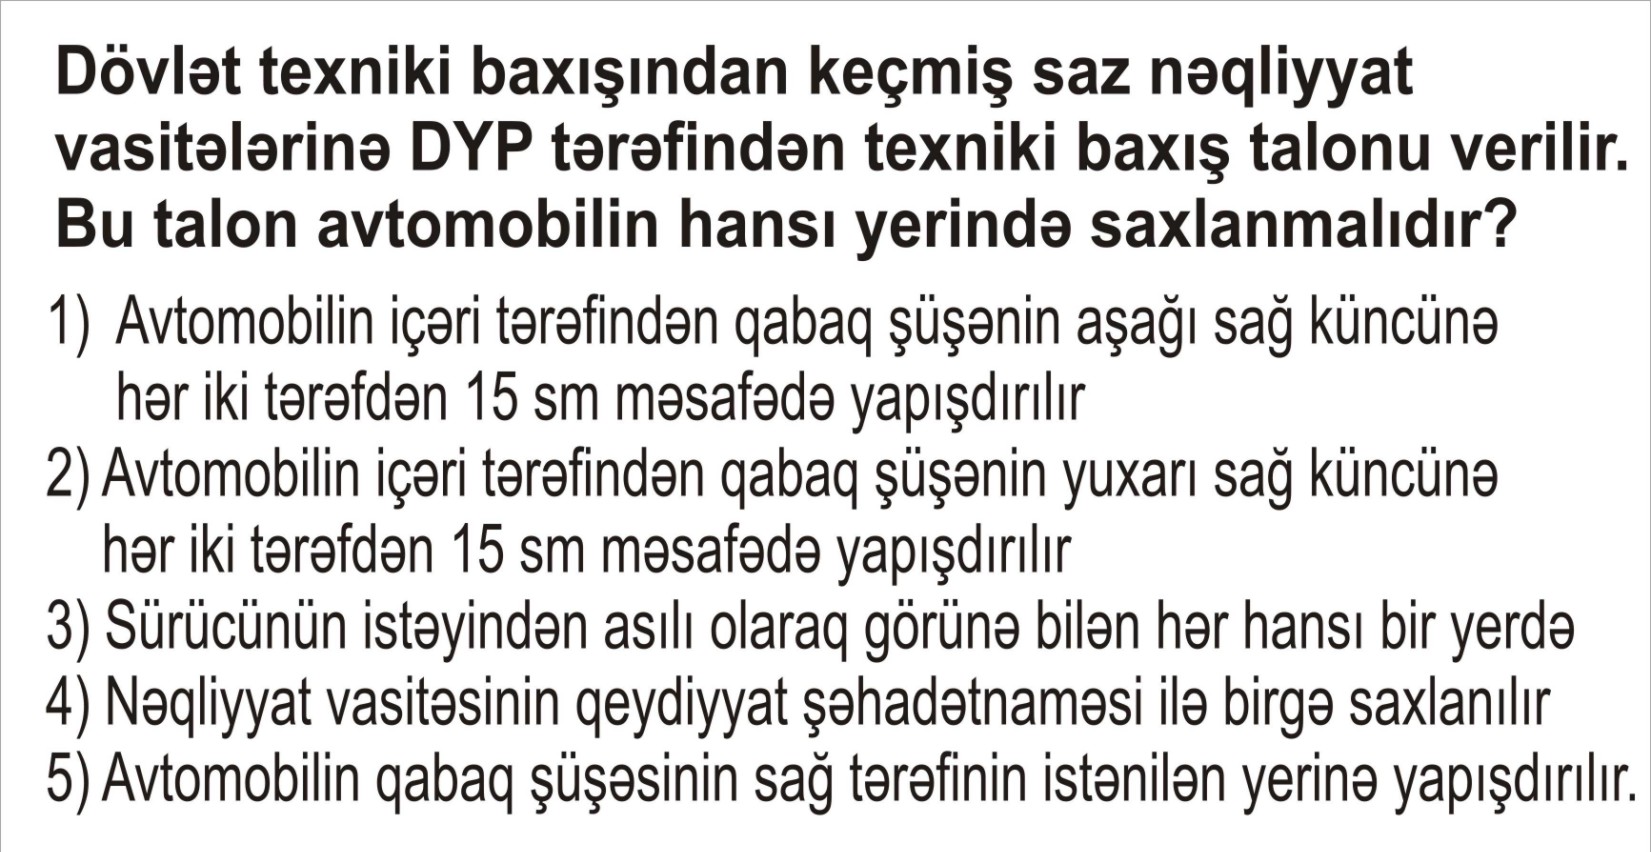 Dövlət texniki baxışından keçmiş saz nəqliyyat
vasitələrinə DYP tərəfindən texniki baxış talonu verilir.
Bu talon avtomobilin hansı yerində saxlanmalıdır?
1) Avtomobilin içəri tərəfindən qabaq şüşənin aşağı sağ küncünə
hər iki tərəfdən 15 sm məsafədə yapışdırılır
2) Avtomobilin içəri tərəfindən qabaq şüşənin yuxarı sağ küncünə
hər iki tərəfdən 15 sm məsafədə yapışdırılır
3) Sürücünün istəyindən asılı olaraq görünə bilən hər hansı bir yerdə
4) Nəqliyyat vasitəsinin qeydiyyat şəhadətnaməsi ilə birgə saxlanılır
5) Avtomobilin qabaq şüşəsinin sağ tərəfinin istənilən yerinə yapışdırılır.